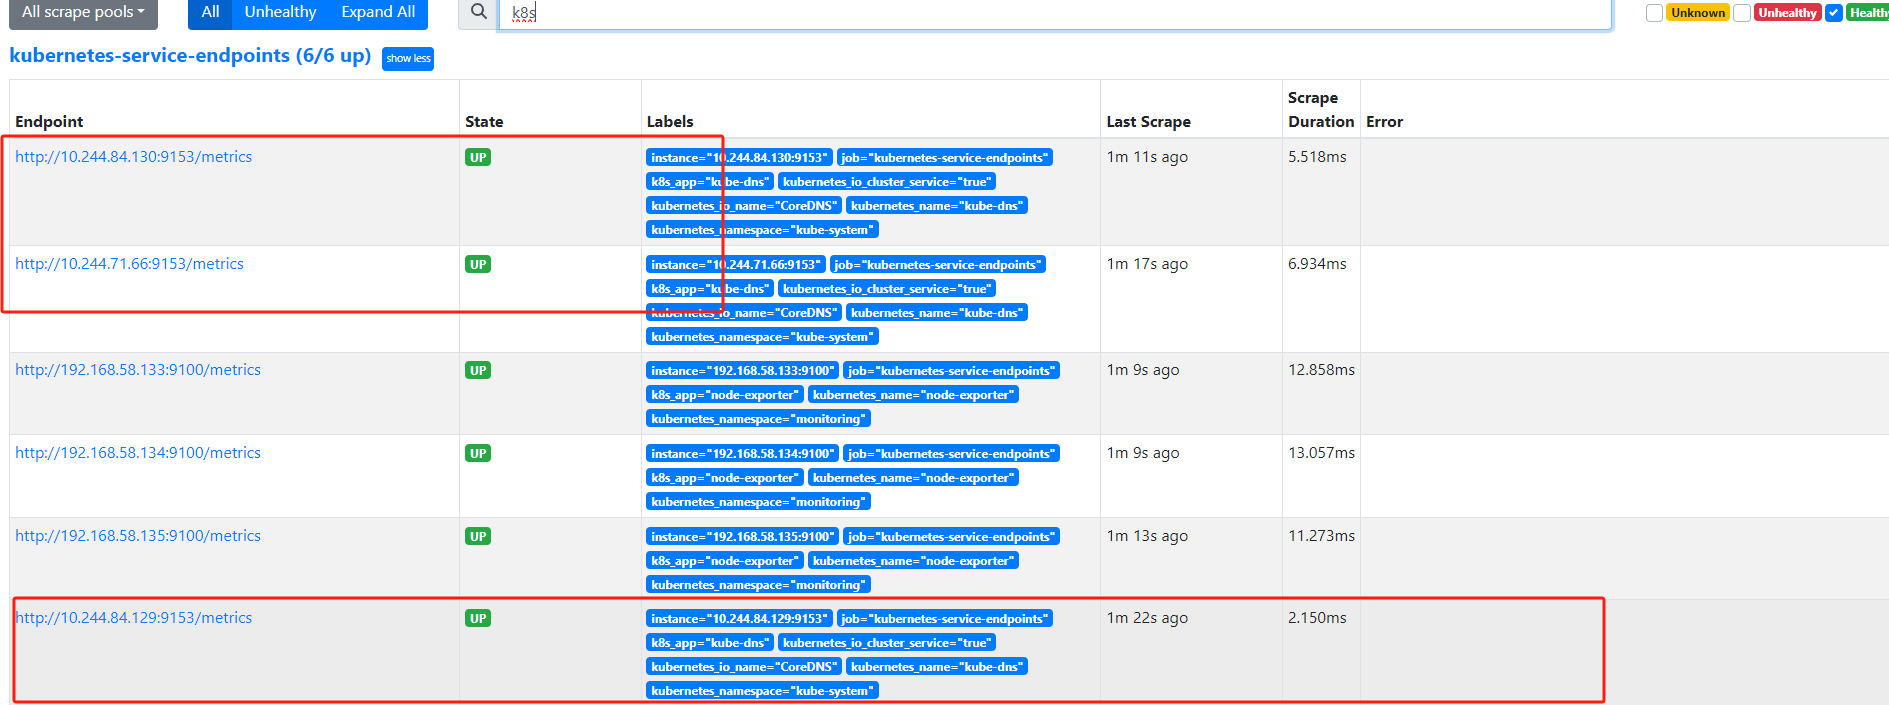 All scrape pools All Unhealthy Expand All k8s Unknown Unhealthy Healthy
kubernetes-service-endpoints (6/6 up) show less
Endpoint State Labels Last Scrape Scrape Duration Error
http://10.244.84.130:9153/metrics UP instance="10.244.84.130:9153" job="kubernetes-service-endpoints" 1m 11s ago 5.518ms
k8s_app="kube-dns" kubernetes_io_cluster_service="true"
kubernetes_io_name="CoreDNS" kubernetes_name="kube-dns"
kubernetes_namespace="kube-system"
http://10.244.71.66:9153/metrics UP instance="10.244.71.66:9153" job="kubernetes-service-endpoints" 1m 17s ago 6.934ms
k8s_app="kube-dns" kubernetes_io_cluster_service="true"
kubernetes_io_name="CoreDNS" kubernetes_name="kube-dns"
kubernetes_namespace="kube-system"
http://192.168.58.133:9100/metrics UP instance="192.168.58.133:9100" job="kubernetes-service-endpoints" 1m 9s ago 12.858ms
k8s_app="node-exporter" kubernetes_name="node-exporter"
kubernetes_namespace="monitoring"
http://192.168.58.134:9100/metrics UP instance="192.168.58.134:9100" job="kubernetes-service-endpoints" 1m 9s ago 13.057ms
k8s_app="node-exporter" kubernetes_name="node-exporter"
kubernetes_namespace="monitoring"
http://192.168.58.135:9100/metrics UP instance="192.168.58.135:9100" job="kubernetes-service-endpoints" 1m 13s ago 11.273ms
k8s_app="node-exporter" kubernetes_name="node-exporter"
kubernetes_namespace="monitoring"
http://10.244.84.129:9153/metrics UP instance="10.244.84.129:9153" job="kubernetes-service-endpoints" 1m 22s ago 2.150ms
k8s_app="kube-dns" kubernetes_io_cluster_service="true"
kubernetes_io_name="CoreDNS" kubernetes_name="kube-dns"
kubernetes_namespace="kube-system"